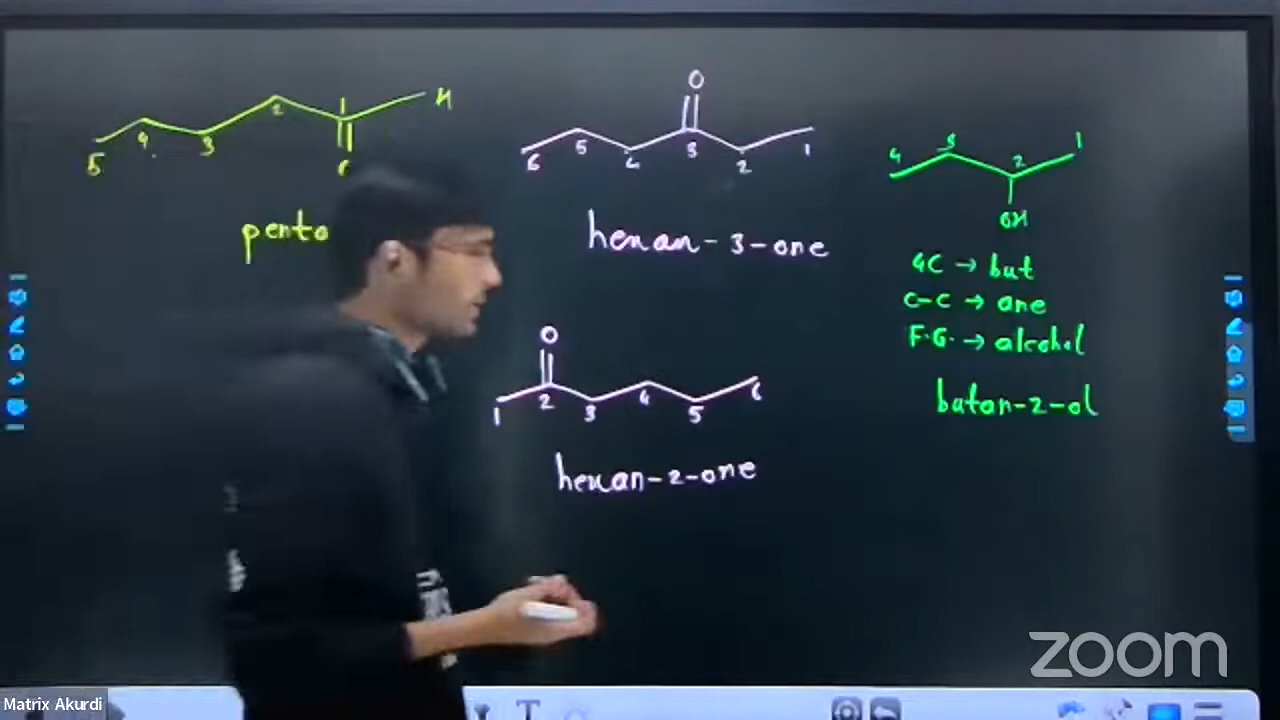 H
1
2
3
4
5
pento
O
6
5
4
3
2
1
hexan-3-one
O
1
2
3
4
5
6
hexan-2-one
4
3
2
1
OH
4C → but
C-C → ane
F.G. → alcohol
butan-2-ol
zoom
Matrix Akurdi